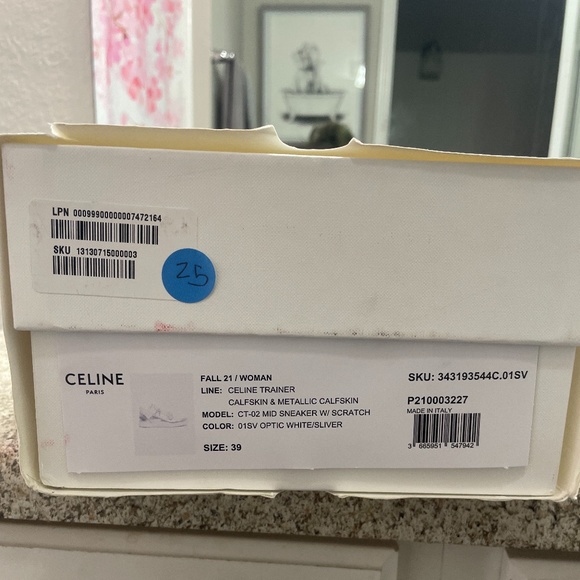 LPN 00099900000007472164
SKU 13130715000003
25
CELINE
PARIS
FALL 21 / WOMAN
LINE: CELINE TRAINER
CALFSKIN & METALLIC CALFSKIN
MODEL: CT-02 MID SNEAKER W/ SCRATCH
COLOR: 01SV OPTIC WHITE/SLIVER
SIZE: 39
SKU: 343193544C.01SV
P210003227
MADE IN ITALY
3 665951 547942